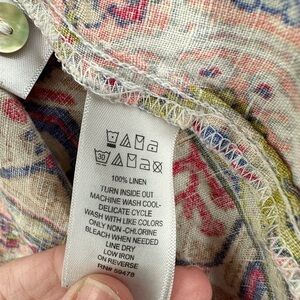 30
100% LINEN
TURN INSIDE OUT
MACHINE WASH COOL-
DELICATE CYCLE
WASH WITH LIKE COLORS
ONLY NON-CHLORINE
BLEACH WHEN NEEDED
LINE DRY
LOW IRON
ON REVERSE
RN# 59478